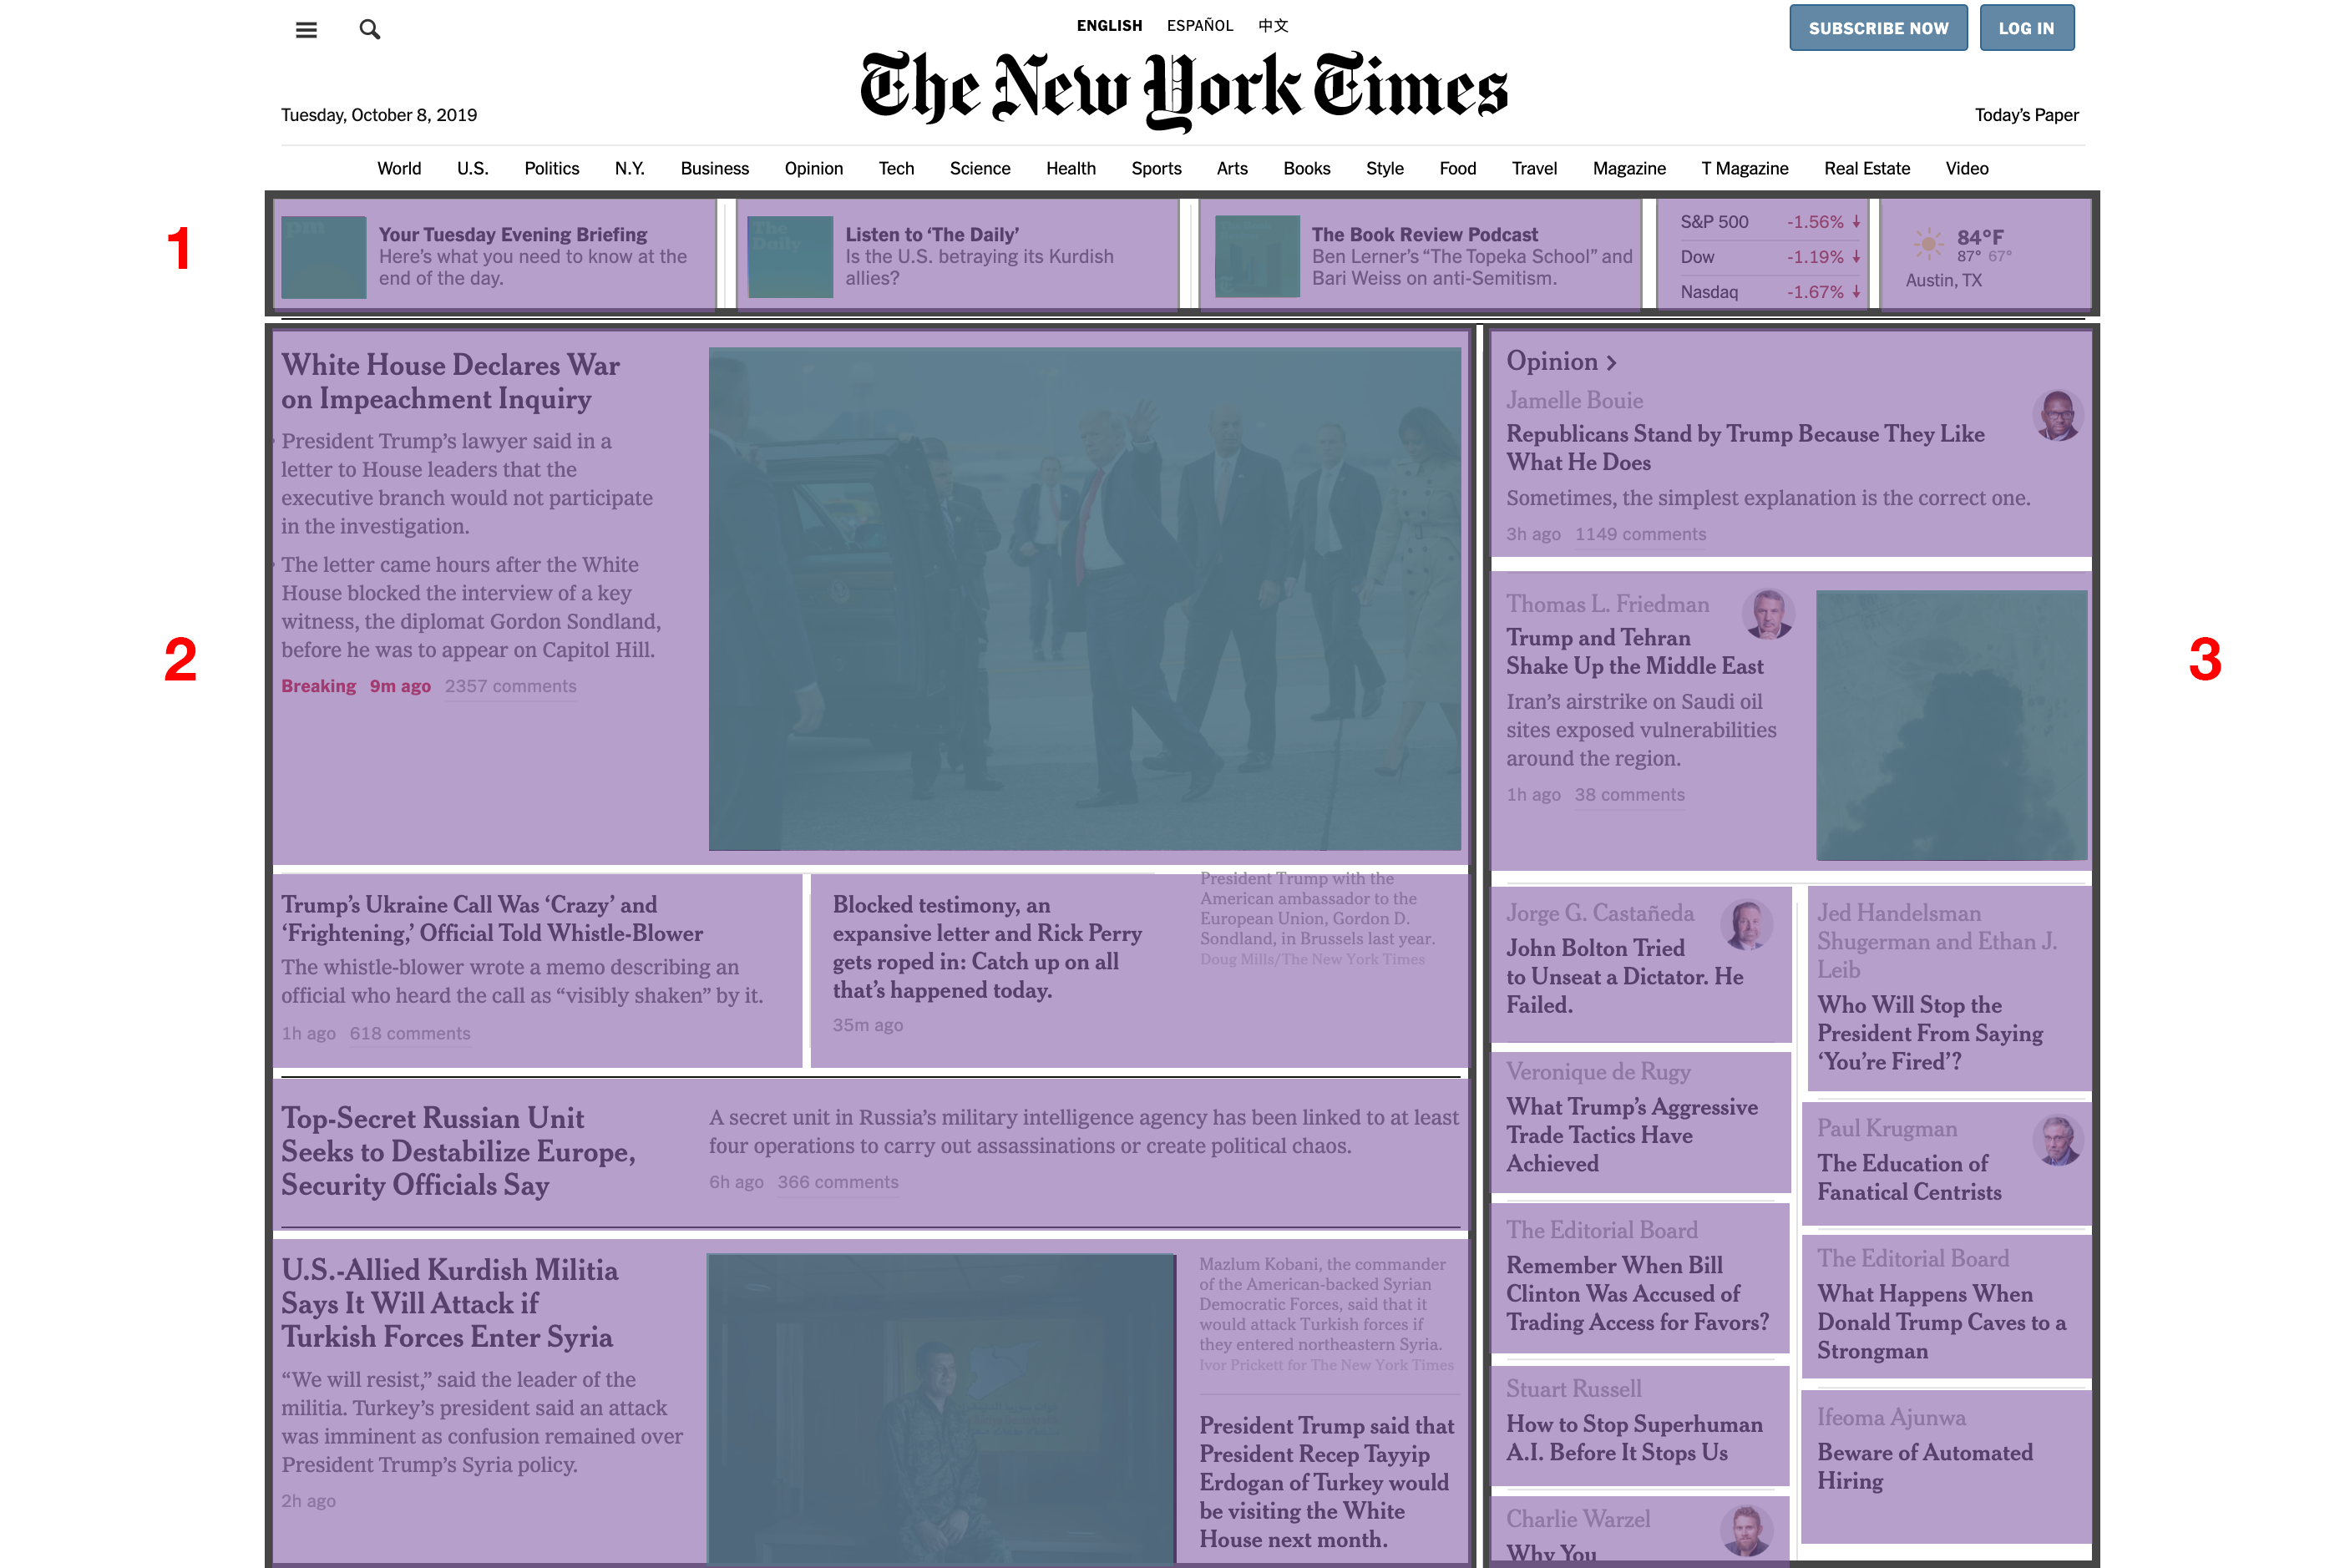 ENGLISH ESPAÑOL 中文
SUBSCRIBE NOW LOG IN
The New York Times
Tuesday, October 8, 2019
Today's Paper
World U.S. Politics N.Y. Business Opinion Tech Science Health Sports Arts Books Style Food Travel Magazine T Magazine Real Estate Video
1
pm
Your Tuesday Evening Briefing
Here's what you need to know at the
end of the day.
The
Daily
Listen to ‘The Daily’
Is the U.S. betraying its Kurdish
allies?
The Book Review Podcast
Ben Lerner's “The Topeka School” and
Bari Weiss on anti-Semitism.
S&P 500 -1.56% ↓
Dow -1.19% ↓
Nasdaq -1.67% ↓
84°F
87° 67°
Austin, TX
2
White House Declares War
on Impeachment Inquiry
President Trump's lawyer said in a
letter to House leaders that the
executive branch would not participate
in the investigation.
The letter came hours after the White
House blocked the interview of a key
witness, the diplomat Gordon Sondland,
before he was to appear on Capitol Hill.
Breaking 9m ago 2357 comments
Trump's Ukraine Call Was ‘Crazy’ and
‘Frightening,’ Official Told Whistle-Blower
The whistle-blower wrote a memo describing an
official who heard the call as “visibly shaken” by it.
1h ago 618 comments
Blocked testimony, an
expansive letter and Rick Perry
gets roped in: Catch up on all
that's happened today.
35m ago
President Trump with the
American ambassador to the
European Union, Gordon D.
Sondland, in Brussels last year.
Doug Mills/The New York Times
Top-Secret Russian Unit
Seeks to Destabilize Europe,
Security Officials Say
A secret unit in Russia's military intelligence agency has been linked to at least
four operations to carry out assassinations or create political chaos.
6h ago 366 comments
U.S.-Allied Kurdish Militia
Says It Will Attack if
Turkish Forces Enter Syria
“We will resist,” said the leader of the
militia. Turkey's president said an attack
was imminent as confusion remained over
President Trump's Syria policy.
2h ago
Mazlum Kobani, the commander
of the American-backed Syrian
Democratic Forces, said that it
would attack Turkish forces if
they entered northeastern Syria.
Ivor Prickett for The New York Times
President Trump said that
President Recep Tayyip
Erdogan of Turkey would
be visiting the White
House next month.
3
Opinion >
Jamelle Bouie
Republicans Stand by Trump Because They Like
What He Does
Sometimes, the simplest explanation is the correct one.
3h ago 1149 comments
Thomas L. Friedman
Trump and Tehran
Shake Up the Middle East
Iran's airstrike on Saudi oil
sites exposed vulnerabilities
around the region.
1h ago 38 comments
Jorge G. Castañeda
John Bolton Tried
to Unseat a Dictator. He
Failed.
Veronique de Rugy
What Trump's Aggressive
Trade Tactics Have
Achieved
The Editorial Board
Remember When Bill
Clinton Was Accused of
Trading Access for Favors?
Stuart Russell
How to Stop Superhuman
A.I. Before It Stops Us
Charlie Warzel
Why You
Jed Handelsman
Shugerman and Ethan J.
Leib
Who Will Stop the
President From Saying
‘You're Fired’?
Paul Krugman
The Education of
Fanatical Centrists
The Editorial Board
What Happens When
Donald Trump Caves to a
Strongman
Ifeoma Ajunwa
Beware of Automated
Hiring